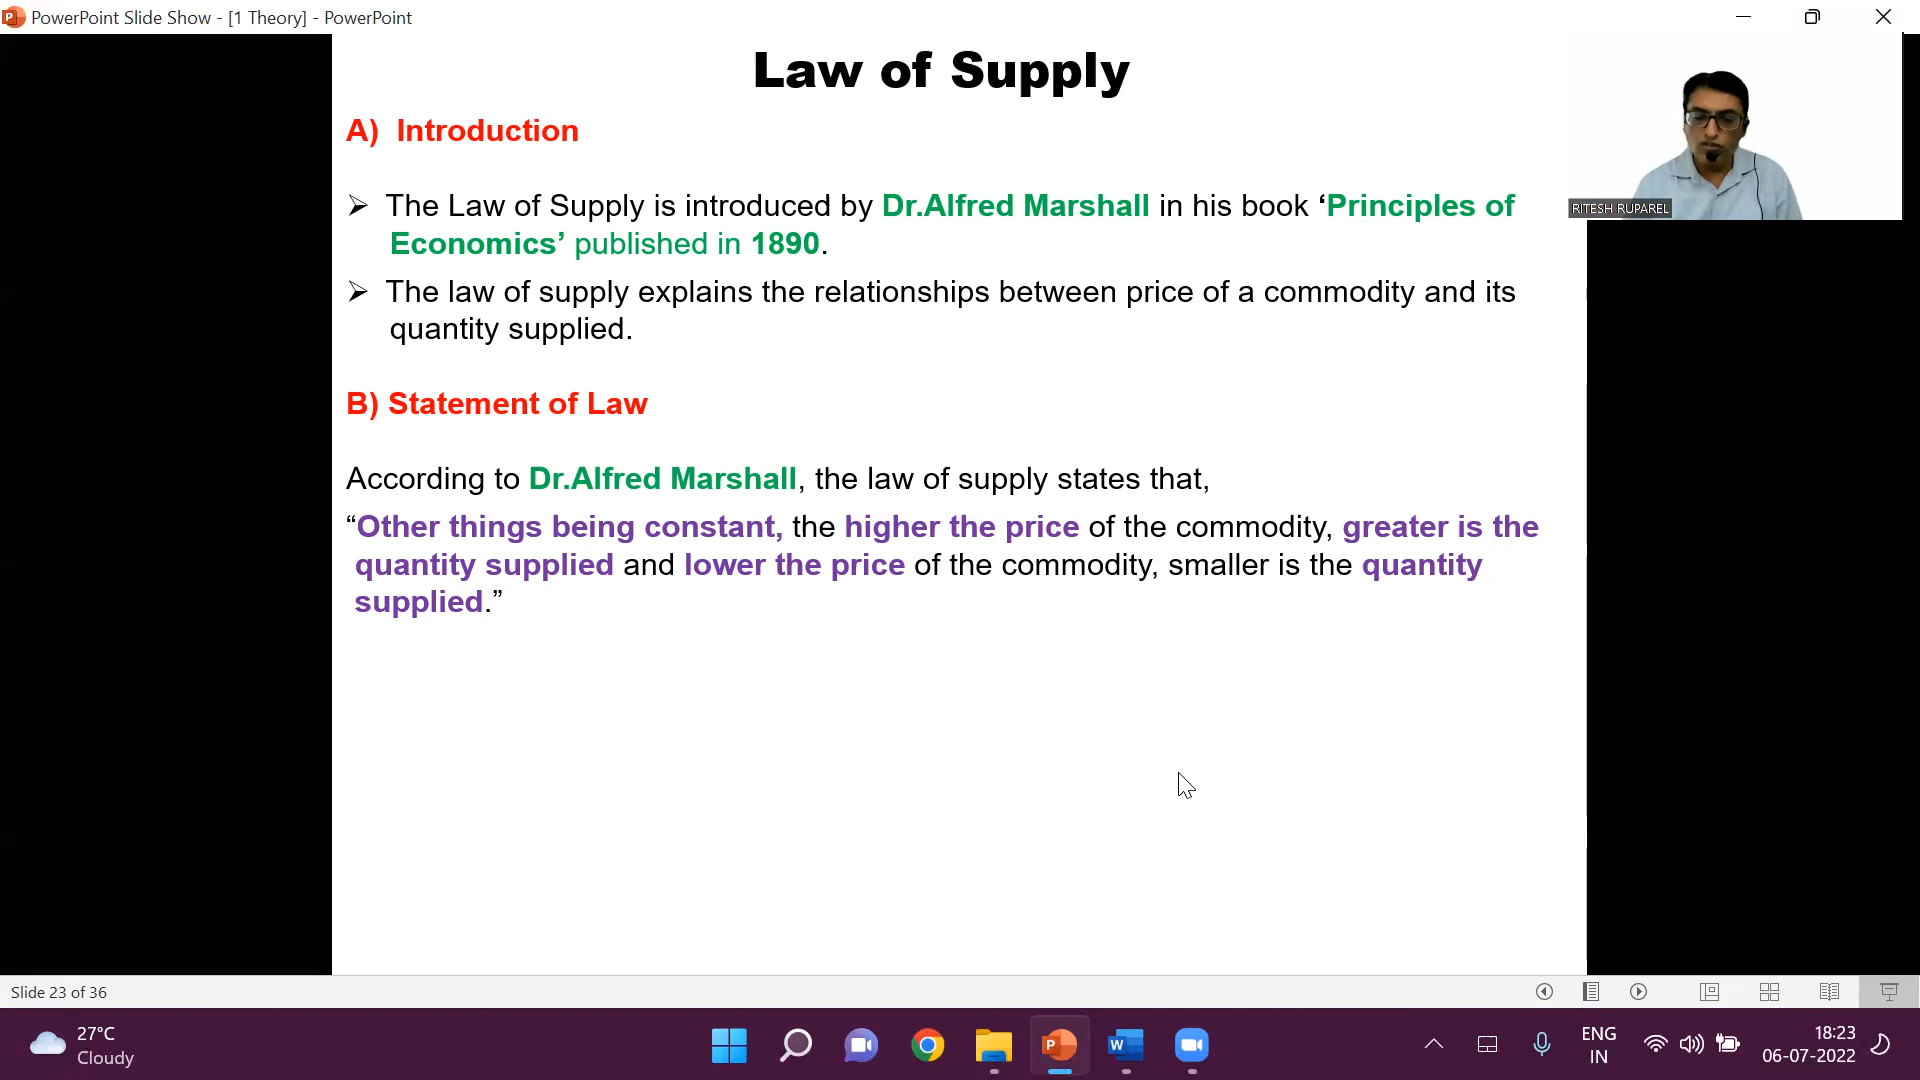 PowerPoint Slide Show - [1 Theory] - PowerPoint
Law of Supply
A) Introduction
RITESH RUPAREL
➢ The Law of Supply is introduced by Dr.Alfred Marshall in his book ‘Principles of
Economics’ published in 1890.
➢ The law of supply explains the relationships between price of a commodity and its
quantity supplied.
B) Statement of Law
According to Dr.Alfred Marshall, the law of supply states that,
“Other things being constant, the higher the price of the commodity, greater is the
quantity supplied and lower the price of the commodity, smaller is the quantity
supplied.”
Slide 23 of 36
27°C
Cloudy
ENG
IN
18:23
06-07-2022